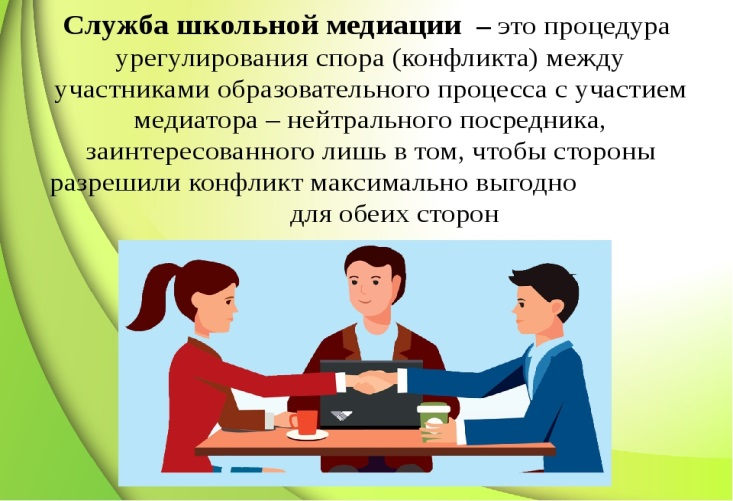 Служба школьной медиации – это процедура
урегулирования спора (конфликта) между
участниками образовательного процесса с участием
медиатора – нейтрального посредника,
заинтересованного лишь в том, чтобы стороны
разрешили конфликт максимально выгодно
для обеих сторон